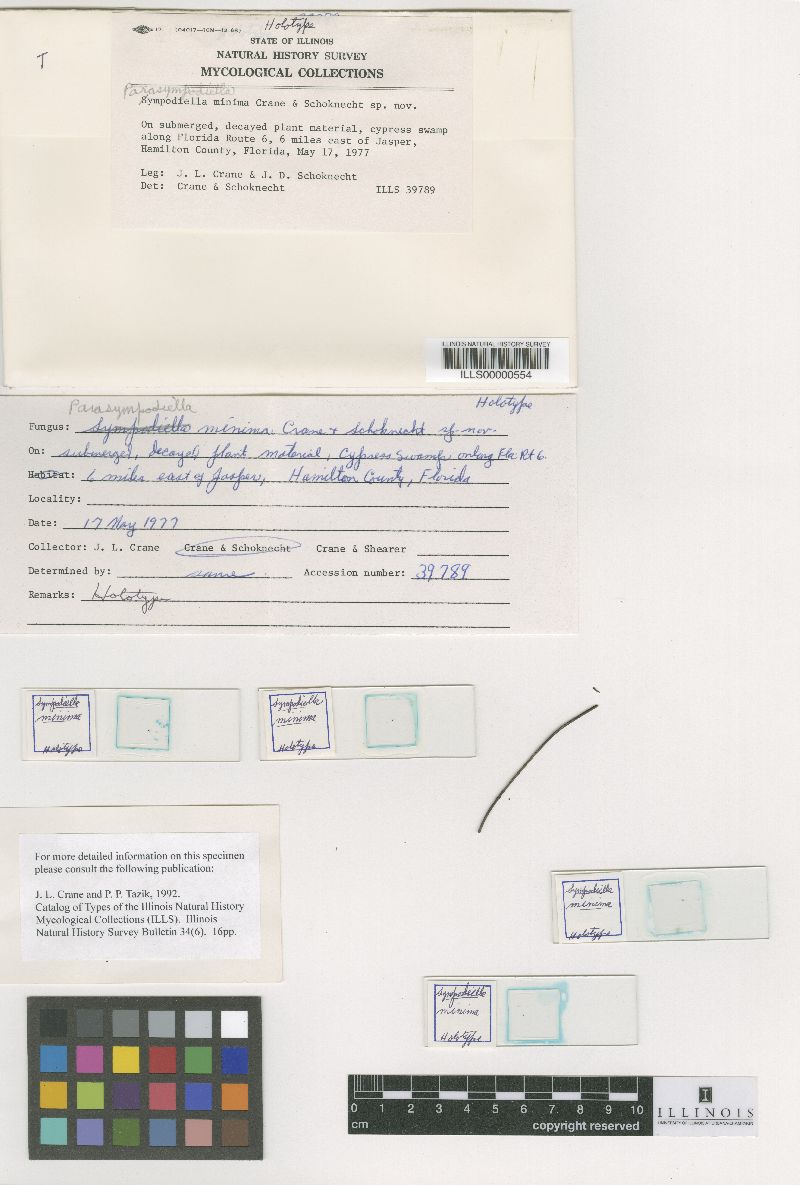 Holotype
T
STATE OF ILLINOIS
NATURAL HISTORY SURVEY
MYCOLOGICAL COLLECTIONS
Parasympodiella
Sympodiella minima Crane & Schoknecht sp. nov.
On submerged, decayed plant material, cypress swamp
along Florida Route 6, 6 miles east of Jasper,
Hamilton County, Florida, May 17, 1977
Leg: J. L. Crane & J. D. Schoknecht
Det: Crane & Schoknecht ILLS 39789
ILLINOIS NATURAL HISTORY SURVEY
ILLS00000554
Parasympodiella Holotype
Fungus: Sympodiella minima Crane + Schoknecht sp. nov.
On: submerged, decayed plant material, Cypress Swamp, along Fla Rt 6.
Habitat: 6 miles east of Jasper, Hamilton County, Florida
Locality:
Date: 17 May 1977
Collector: J. L. Crane Crane & Schoknecht Crane & Shearer
Determined by: same Accession number: 39789
Remarks: Holotype
Sympodiella
minima
Holotype
Sympodiella
minima
Holotype
For more detailed information on this specimen
please consult the following publication:
J. L. Crane and P. P. Tazik, 1992.
Catalog of Types of the Illinois Natural History
Mycological Collections (ILLS). Illinois
Natural History Survey Bulletin 34(6). 16pp.
Sympodiella
minima
Holotype
Sympodiella
minima
Holotype
0 1 2 3 4 5 6 7 8 9 10
cm copyright reserved
I
ILLINOIS
UNIVERSITY OF ILLINOIS AT URBANA-CHAMPAIGN